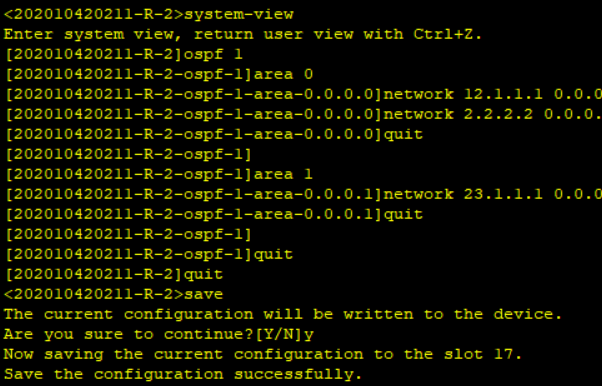 <202010420211-R-2>system-view
Enter system view, return user view with Ctrl+Z.
[202010420211-R-2]ospf 1
[202010420211-R-2-ospf-1]area 0
[202010420211-R-2-ospf-1-area-0.0.0.0]network 12.1.1.1 0.0.0
[202010420211-R-2-ospf-1-area-0.0.0.0]network 2.2.2.2 0.0.0.
[202010420211-R-2-ospf-1-area-0.0.0.0]quit
[202010420211-R-2-ospf-1]
[202010420211-R-2-ospf-1]area 1
[202010420211-R-2-ospf-1-area-0.0.0.1]network 23.1.1.1 0.0.0
[202010420211-R-2-ospf-1-area-0.0.0.1]quit
[202010420211-R-2-ospf-1]
[202010420211-R-2-ospf-1]quit
[202010420211-R-2]quit
<202010420211-R-2>save
The current configuration will be written to the device.
Are you sure to continue?[Y/N]y
Now saving the current configuration to the slot 17.
Save the configuration successfully.